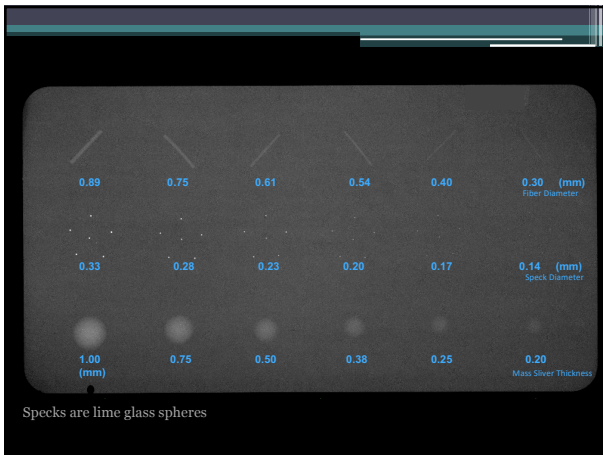 0.89 0.75 0.61 0.54 0.40 0.30 (mm)
Fiber Diameter
0.33 0.28 0.23 0.20 0.17 0.14 (mm)
Speck Diameter
1.00 0.75 0.50 0.38 0.25 0.20
(mm) Mass Sliver Thickness
Specks are lime glass spheres